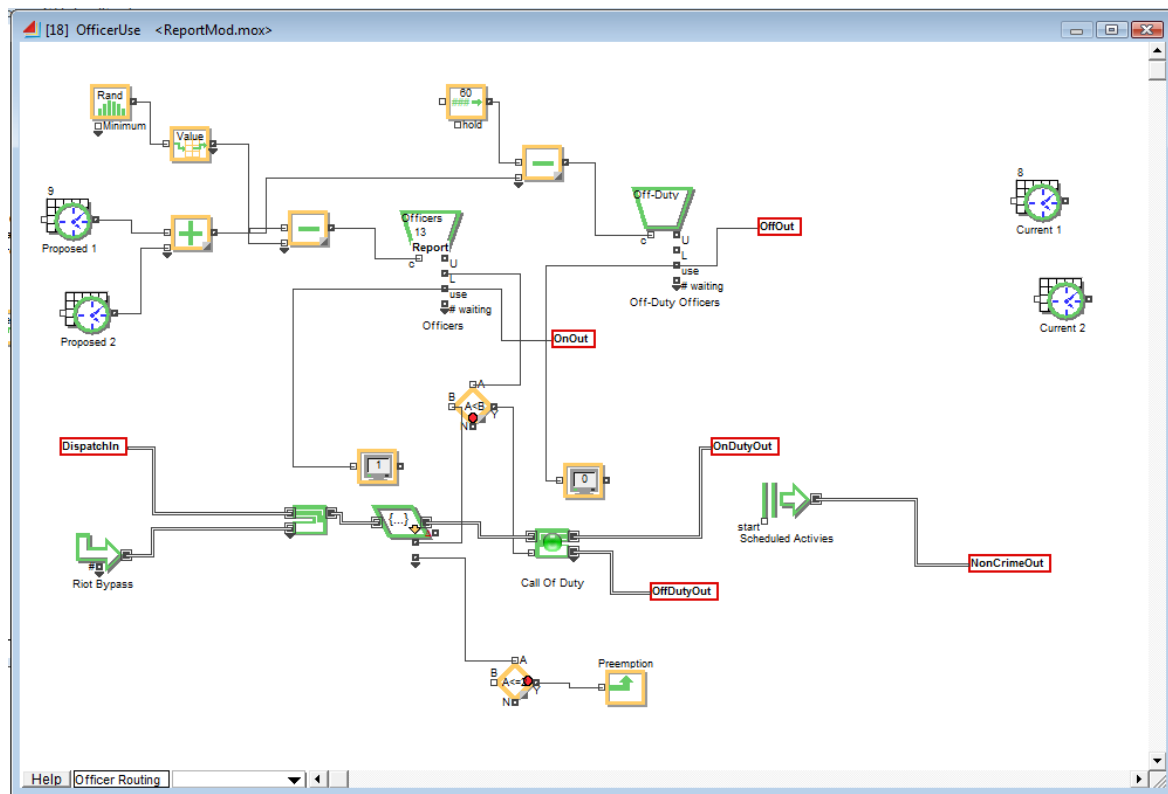 [18] OfficerUse <ReportMod.mox>
Rand
Minimum
Value
60
hold
Off-Duty
c
U
L
use
# waiting
Off-Duty Officers
OffOut
8
Current 1
Current 2
9
Proposed 1
Proposed 2
Officers
13
Report
c
U
L
use
# waiting
Officers
OnOut
A
B
A<B
Y
N
DispatchIn
1
0
OnDutyOut
start
Scheduled Activies
NonCrimeOut
#
Riot Bypass
{...}
Call Of Duty
OffDutyOut
A
B
Y
N
Preemption
Help
Officer Routing